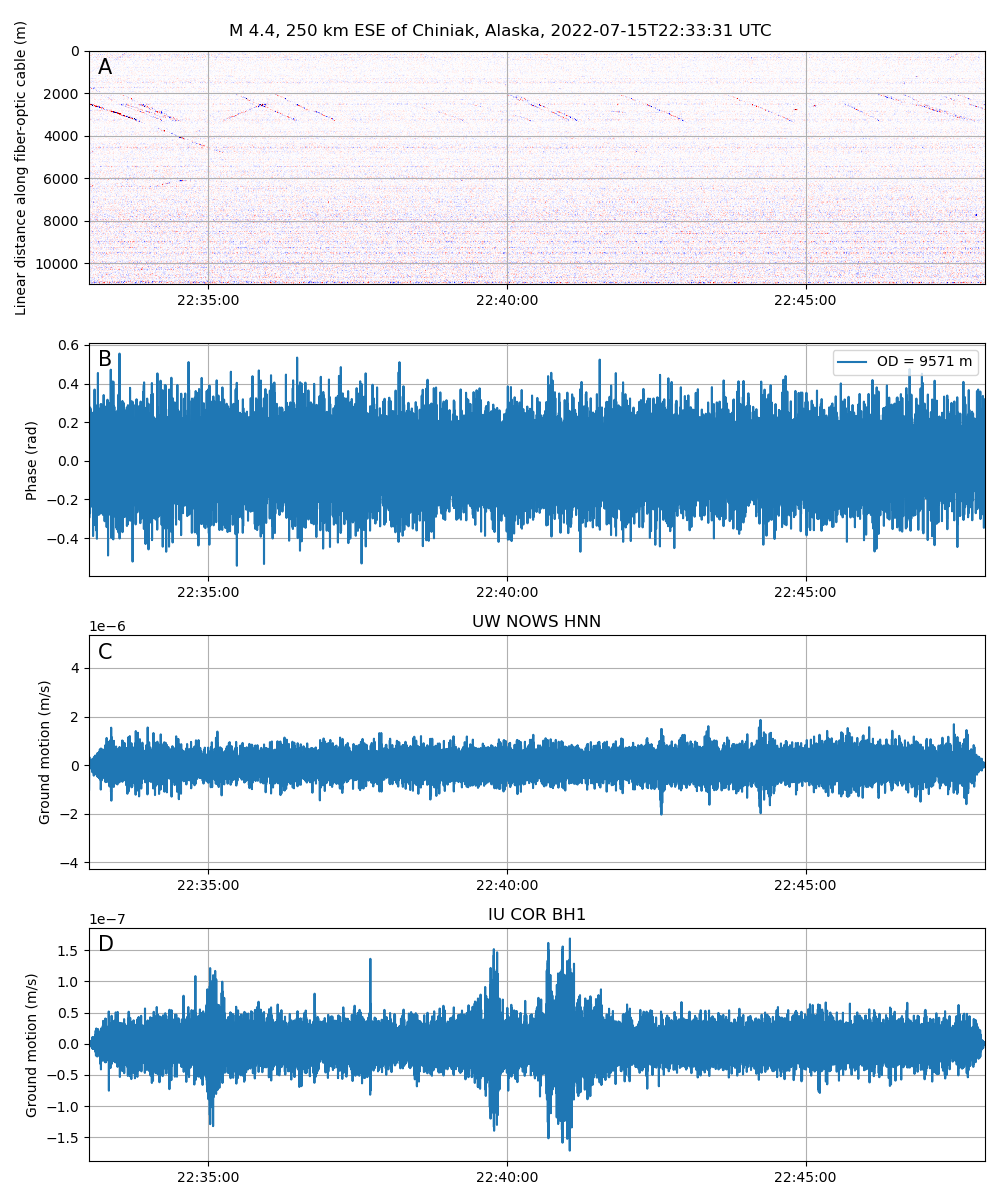 M 4.4, 250 km ESE of Chiniak, Alaska, 2022-07-15T22:33:31 UTC
A
Linear distance along fiber-optic cable (m)
0
2000
4000
6000
8000
10000
22:35:00 22:40:00 22:45:00
B
OD = 9571 m
Phase (rad)
0.6
0.4
0.2
0.0
−0.2
−0.4
22:35:00 22:40:00 22:45:00
UW NOWS HNN
1e−6
C
Ground motion (m/s)
4
2
0
−2
−4
22:35:00 22:40:00 22:45:00
IU COR BH1
1e−7
D
Ground motion (m/s)
1.5
1.0
0.5
0.0
−0.5
−1.0
−1.5
22:35:00 22:40:00 22:45:00